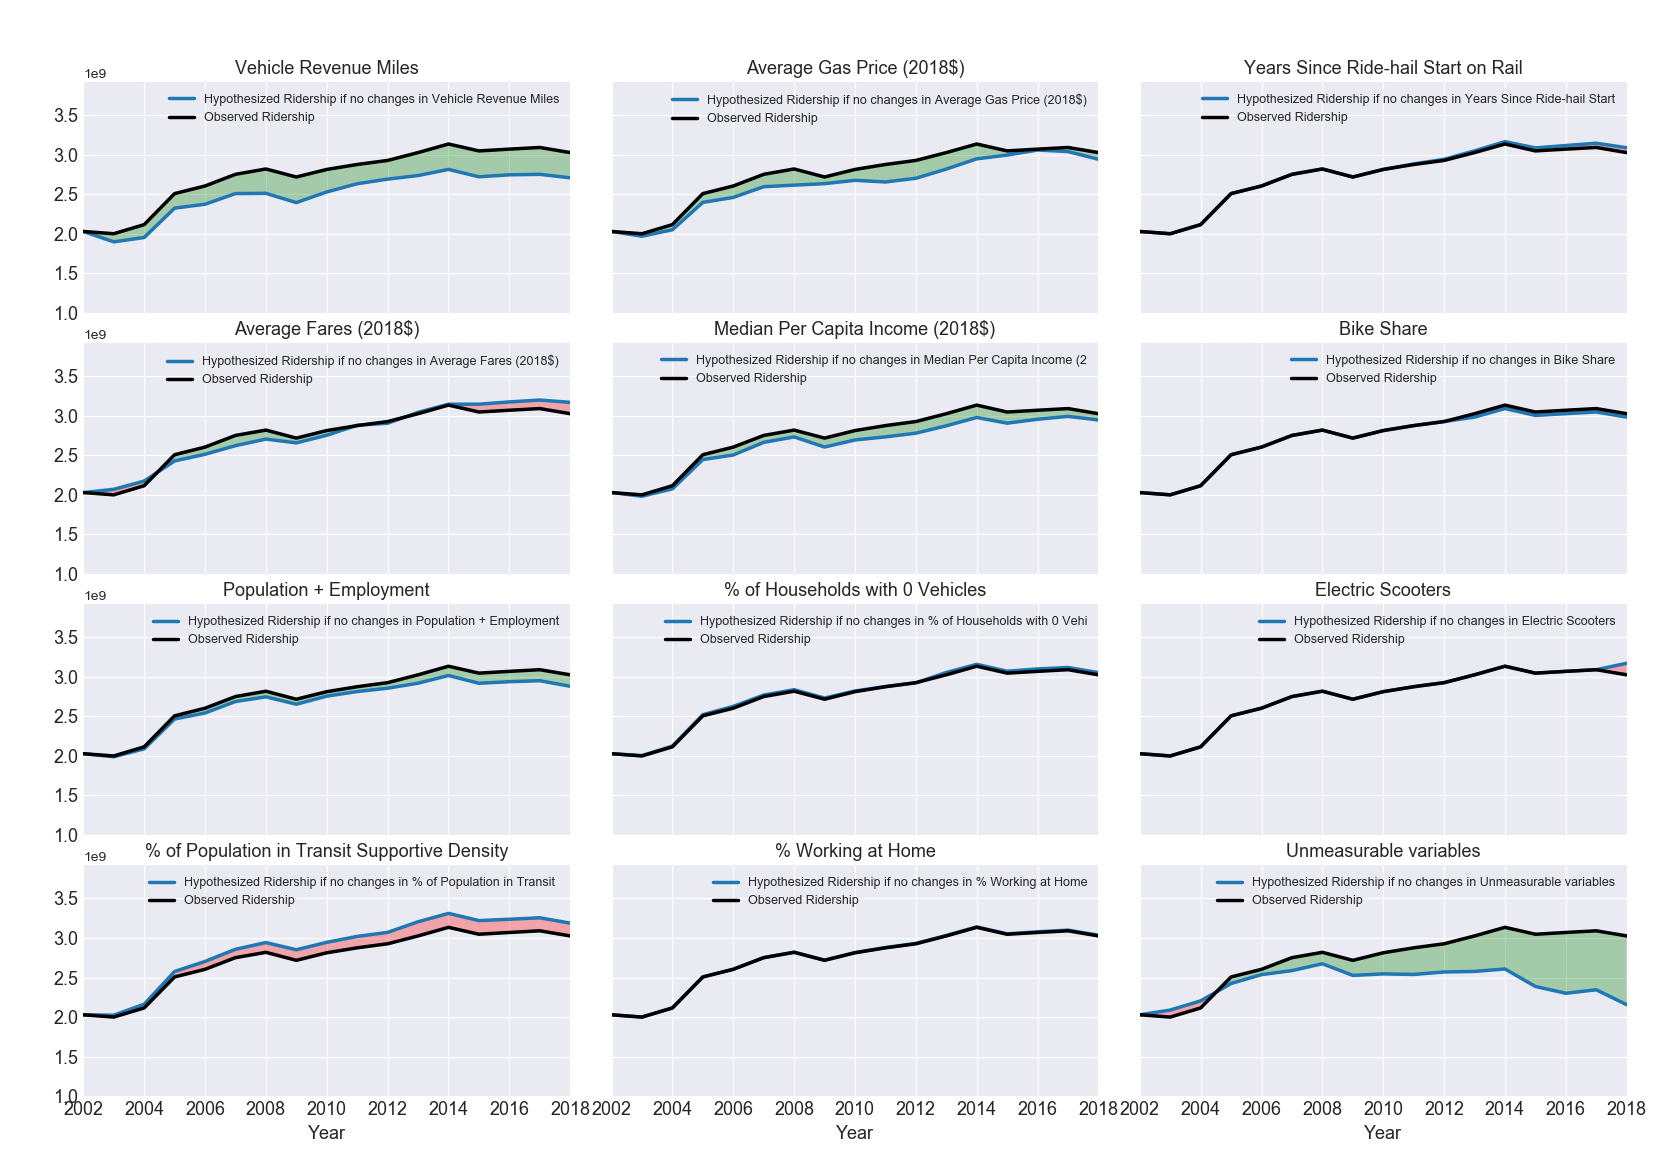 Vehicle Revenue Miles
1e9
Hypothesized Ridership if no changes in Vehicle Revenue Miles
Observed Ridership
3.5
3.0
2.5
2.0
1.5
1.0
Average Gas Price (2018$)
Hypothesized Ridership if no changes in Average Gas Price (2018$)
Observed Ridership
Years Since Ride-hail Start on Rail
Hypothesized Ridership if no changes in Years Since Ride-hail Start
Observed Ridership
Average Fares (2018$)
1e9
Hypothesized Ridership if no changes in Average Fares (2018$)
Observed Ridership
3.5
3.0
2.5
2.0
1.5
1.0
Median Per Capita Income (2018$)
Hypothesized Ridership if no changes in Median Per Capita Income (2
Observed Ridership
Bike Share
Hypothesized Ridership if no changes in Bike Share
Observed Ridership
Population + Employment
1e9
Hypothesized Ridership if no changes in Population + Employment
Observed Ridership
3.5
3.0
2.5
2.0
1.5
1.0
% of Households with 0 Vehicles
Hypothesized Ridership if no changes in % of Households with 0 Vehi
Observed Ridership
Electric Scooters
Hypothesized Ridership if no changes in Electric Scooters
Observed Ridership
% of Population in Transit Supportive Density
1e9
Hypothesized Ridership if no changes in % of Population in Transit
Observed Ridership
3.5
3.0
2.5
2.0
1.5
1.0
2002 2004 2006 2008 2010 2012 2014 2016 2018
Year
% Working at Home
Hypothesized Ridership if no changes in % Working at Home
Observed Ridership
2002 2004 2006 2008 2010 2012 2014 2016 2018
Year
Unmeasurable variables
Hypothesized Ridership if no changes in Unmeasurable variables
Observed Ridership
2002 2004 2006 2008 2010 2012 2014 2016 2018
Year